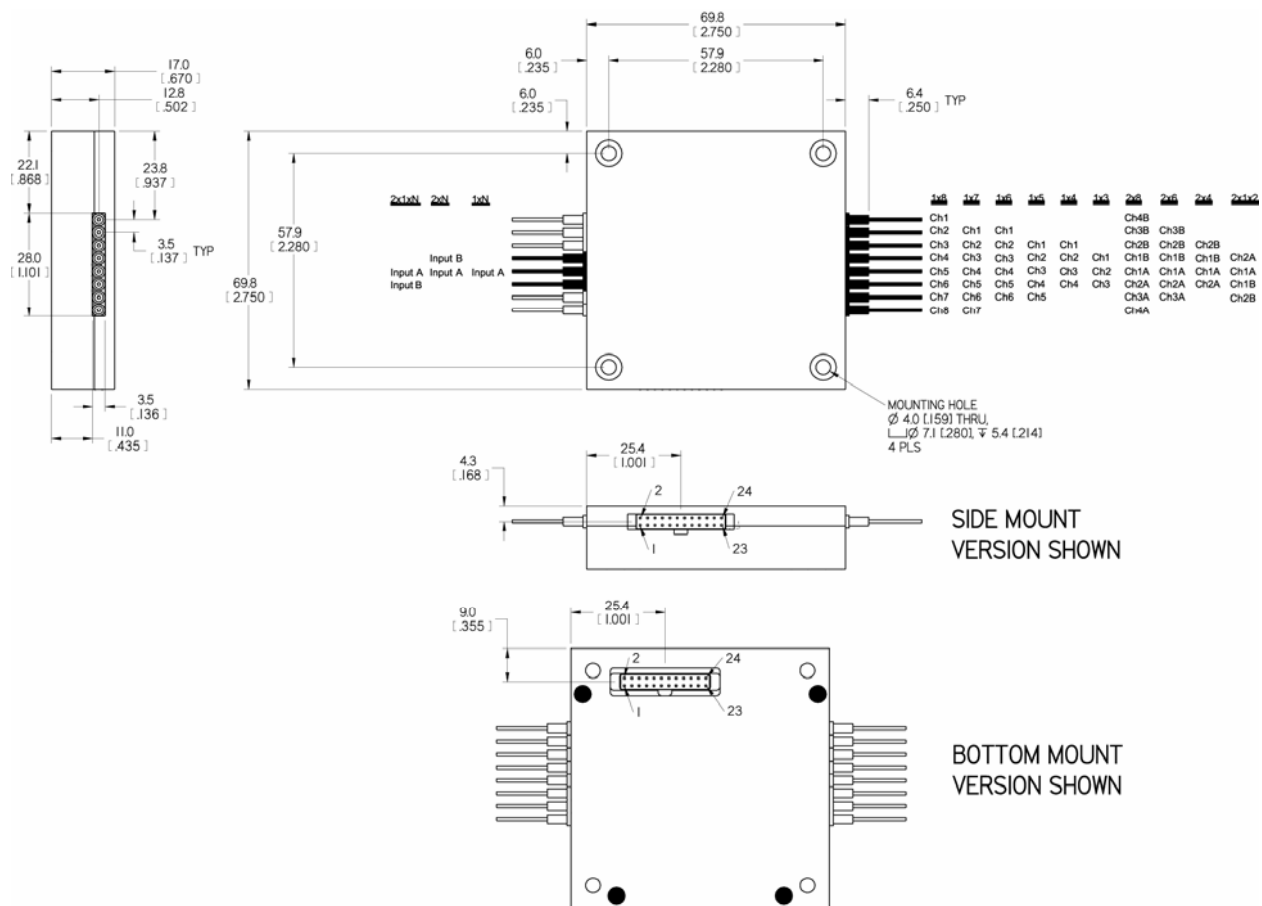 69.8
[ 2.750 ]
6.0
[ .235 ]
57.9
[ 2.280 ]
17.0
[ .670 ]
12.8
[ .502 ]
6.0
[ .235 ]
6.4
[ .250 ] TYP
22.1
[ .868 ]
23.8
[ .937 ]
3.5
[ .137 ] TYP
28.0
[ 1.101 ]
57.9
[ 2.280 ]
69.8
[ 2.750 ]
3.5
[ .136 ]
11.0
[ .435 ]
2x1xN 2xN 1xN
Input B
Input A Input A Input A
Input B
1x8 1x7 1x6 1x5 1x4 1x3 2x8 2x6 2x4 2x1x2
Ch1 Ch4B
Ch2 Ch1 Ch1 Ch3B Ch3B
Ch3 Ch2 Ch2 Ch1 Ch1 Ch2B Ch2B Ch2B
Ch4 Ch3 Ch3 Ch2 Ch2 Ch1 Ch1B Ch1B Ch1B Ch2A
Ch5 Ch4 Ch4 Ch3 Ch3 Ch2 Ch1A Ch1A Ch1A Ch1A
Ch6 Ch5 Ch5 Ch4 Ch4 Ch3 Ch2A Ch2A Ch2A Ch1B
Ch7 Ch6 Ch6 Ch5 Ch3A Ch3A Ch2B
Ch8 Ch7 Ch4A
MOUNTING HOLE
Ø 4.0 [.159] THRU,
⌴Ø 7.1 [.280], ↧ 5.4 [.214]
4 PLS
4.3
[ .168 ]
25.4
[ 1.001 ]
2
24
1
23
SIDE MOUNT
VERSION SHOWN
9.0
[ .355 ]
25.4
[ 1.001 ]
2
24
1
23
BOTTOM MOUNT
VERSION SHOWN